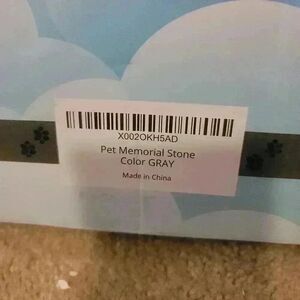 X002OKH5AD
Pet Memorial Stone
Color GRAY
Made in China